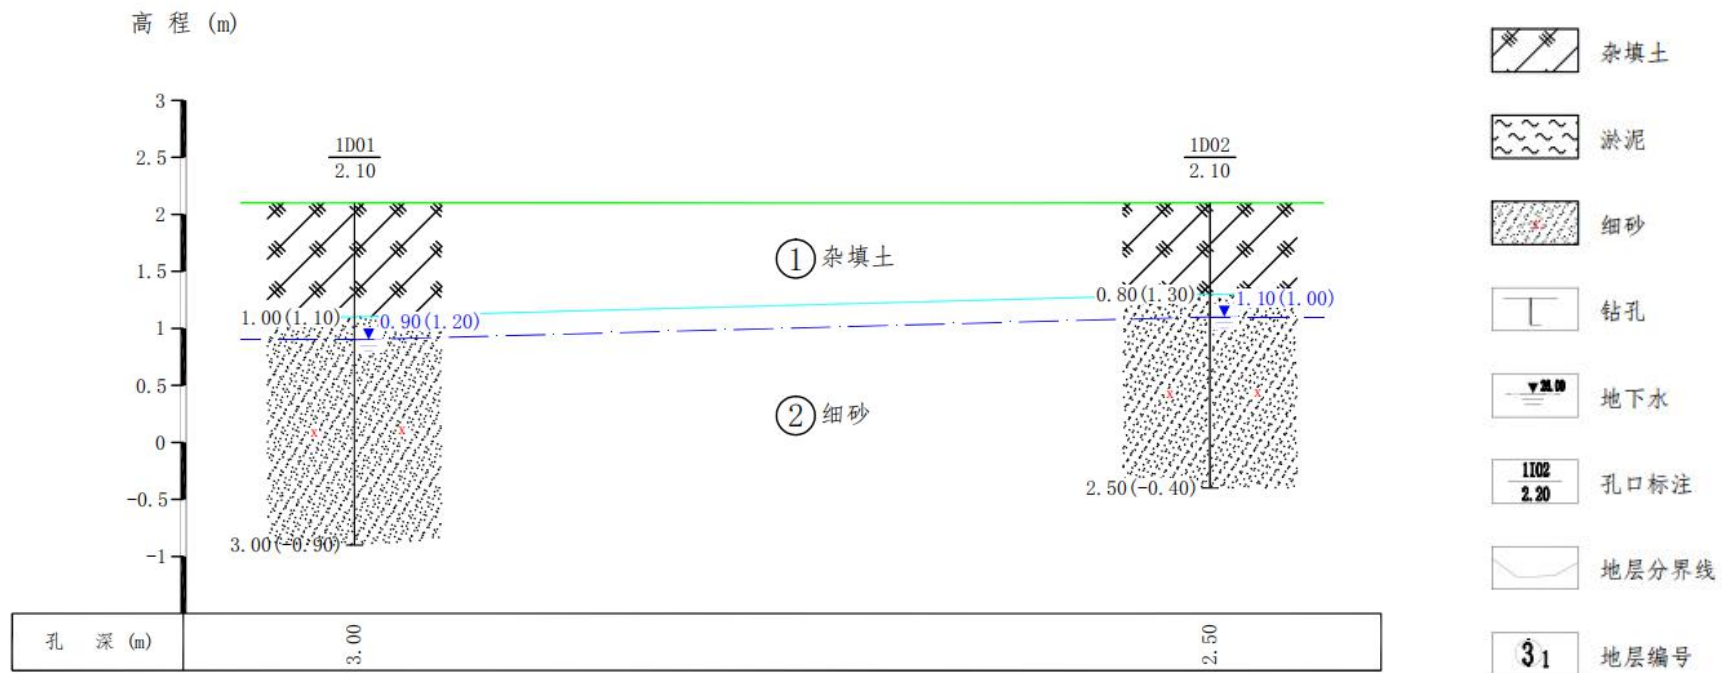 高程 (m)
3
2.5
2
1.5
1
0.5
0
-0.5
-1
1D01
2.10
1D02
2.10
① 杂填土
1.00(1.10)
0.90(1.20)
0.80(1.30)
1.10(1.00)
② 细砂
x
x
x
x
3.00(-0.90)
2.50(-0.40)
孔 深 (m)
3.00
2.50
杂填土
淤泥
x
细砂
钻孔
地下水
1I02
2.20
孔口标注
地层分界线
3 1
地层编号